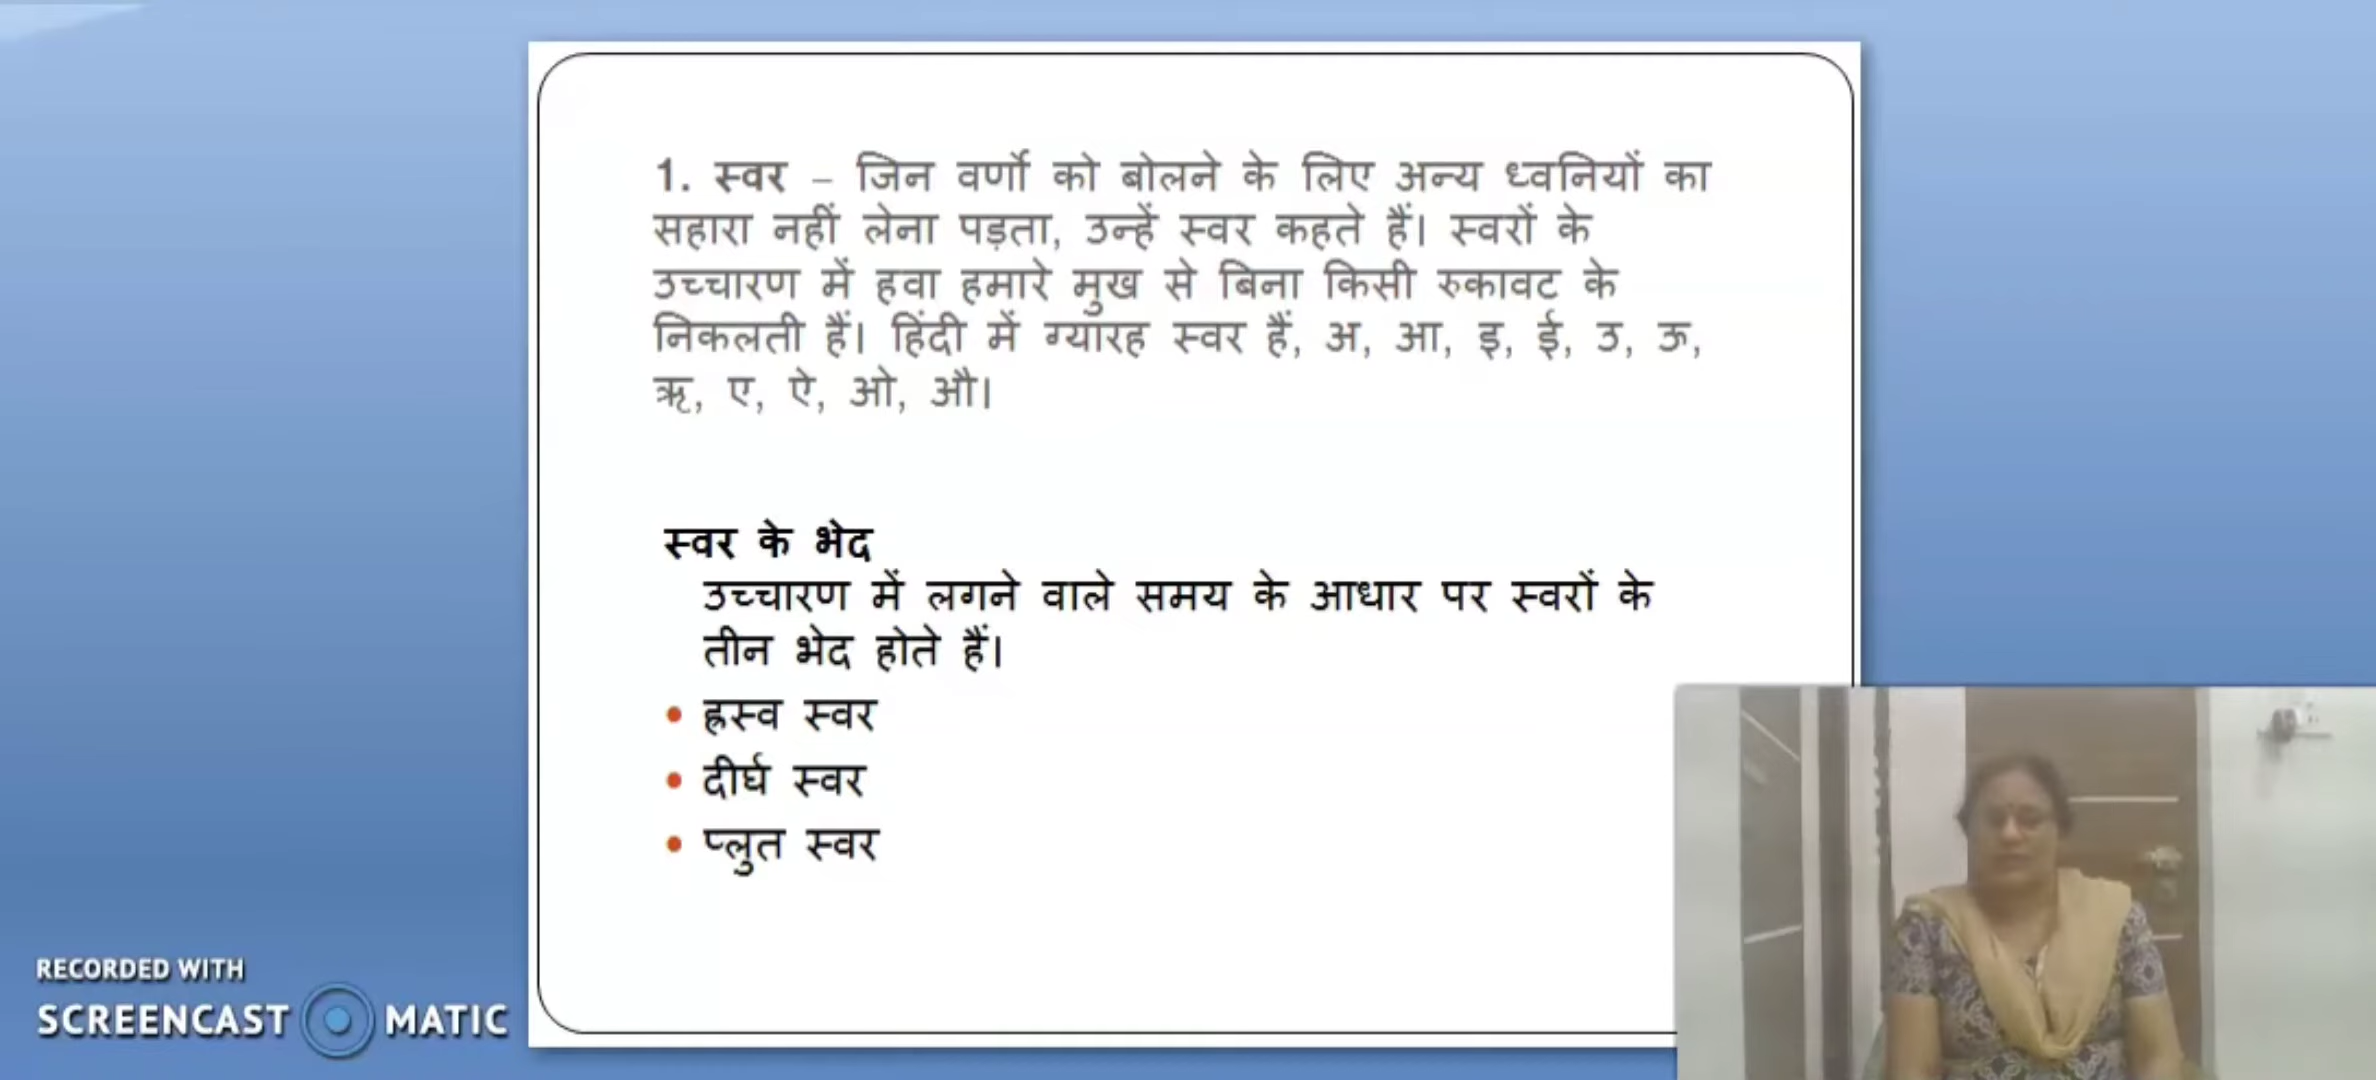 1. स्वर – जिन वर्णो को बोलने के लिए अन्य ध्वनियों का
सहारा नहीं लेना पड़ता, उन्हें स्वर कहते हैं। स्वरों के
उच्चारण में हवा हमारे मुख से बिना किसी रुकावट के
निकलती हैं। हिंदी में ग्यारह स्वर हैं, अ, आ, इ, ई, उ, ऊ,
ऋ, ए, ऐ, ओ, औ।
स्वर के भेद
उच्चारण में लगने वाले समय के आधार पर स्वरों के
तीन भेद होते हैं।
• ह्रस्व स्वर
• दीर्घ स्वर
• प्लुत स्वर
RECORDED WITH
SCREENCAST MATIC